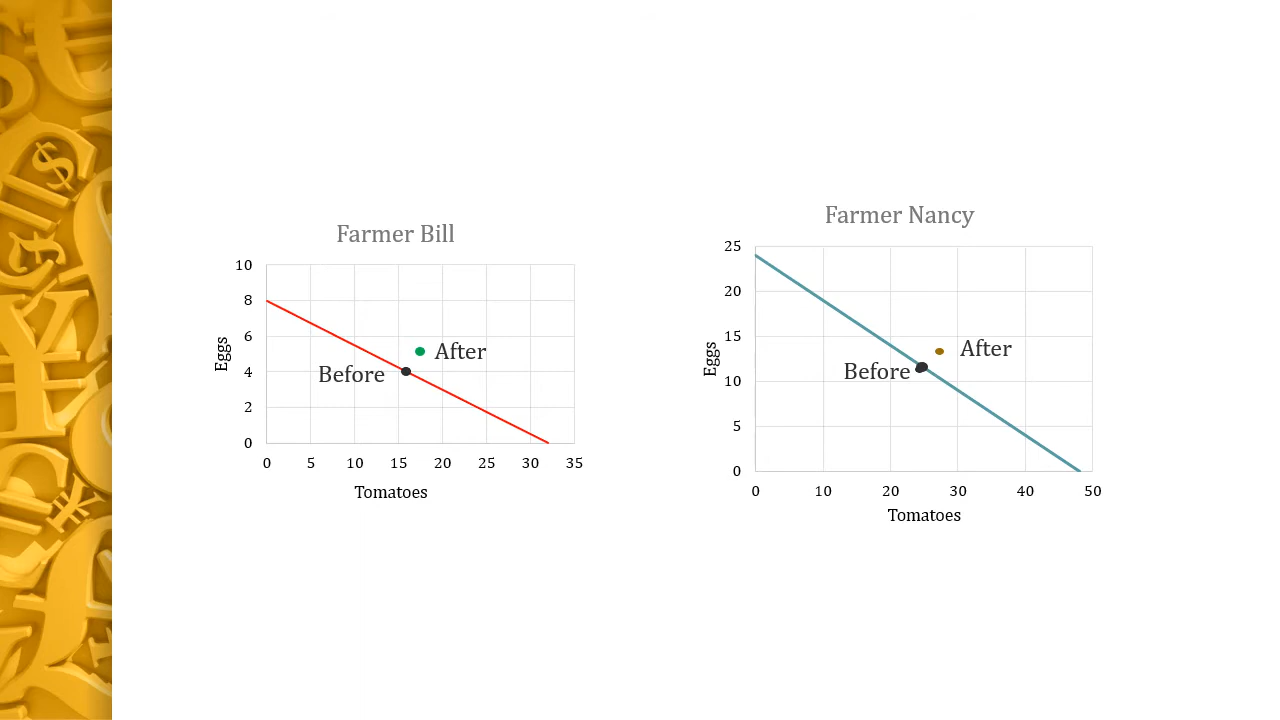 Farmer Bill
10
8
6
4
2
0
Eggs
After
Before
0 5 10 15 20 25 30 35
Tomatoes
Farmer Nancy
25
20
15
10
5
0
Eggs
After
Before
0 10 20 30 40 50
Tomatoes